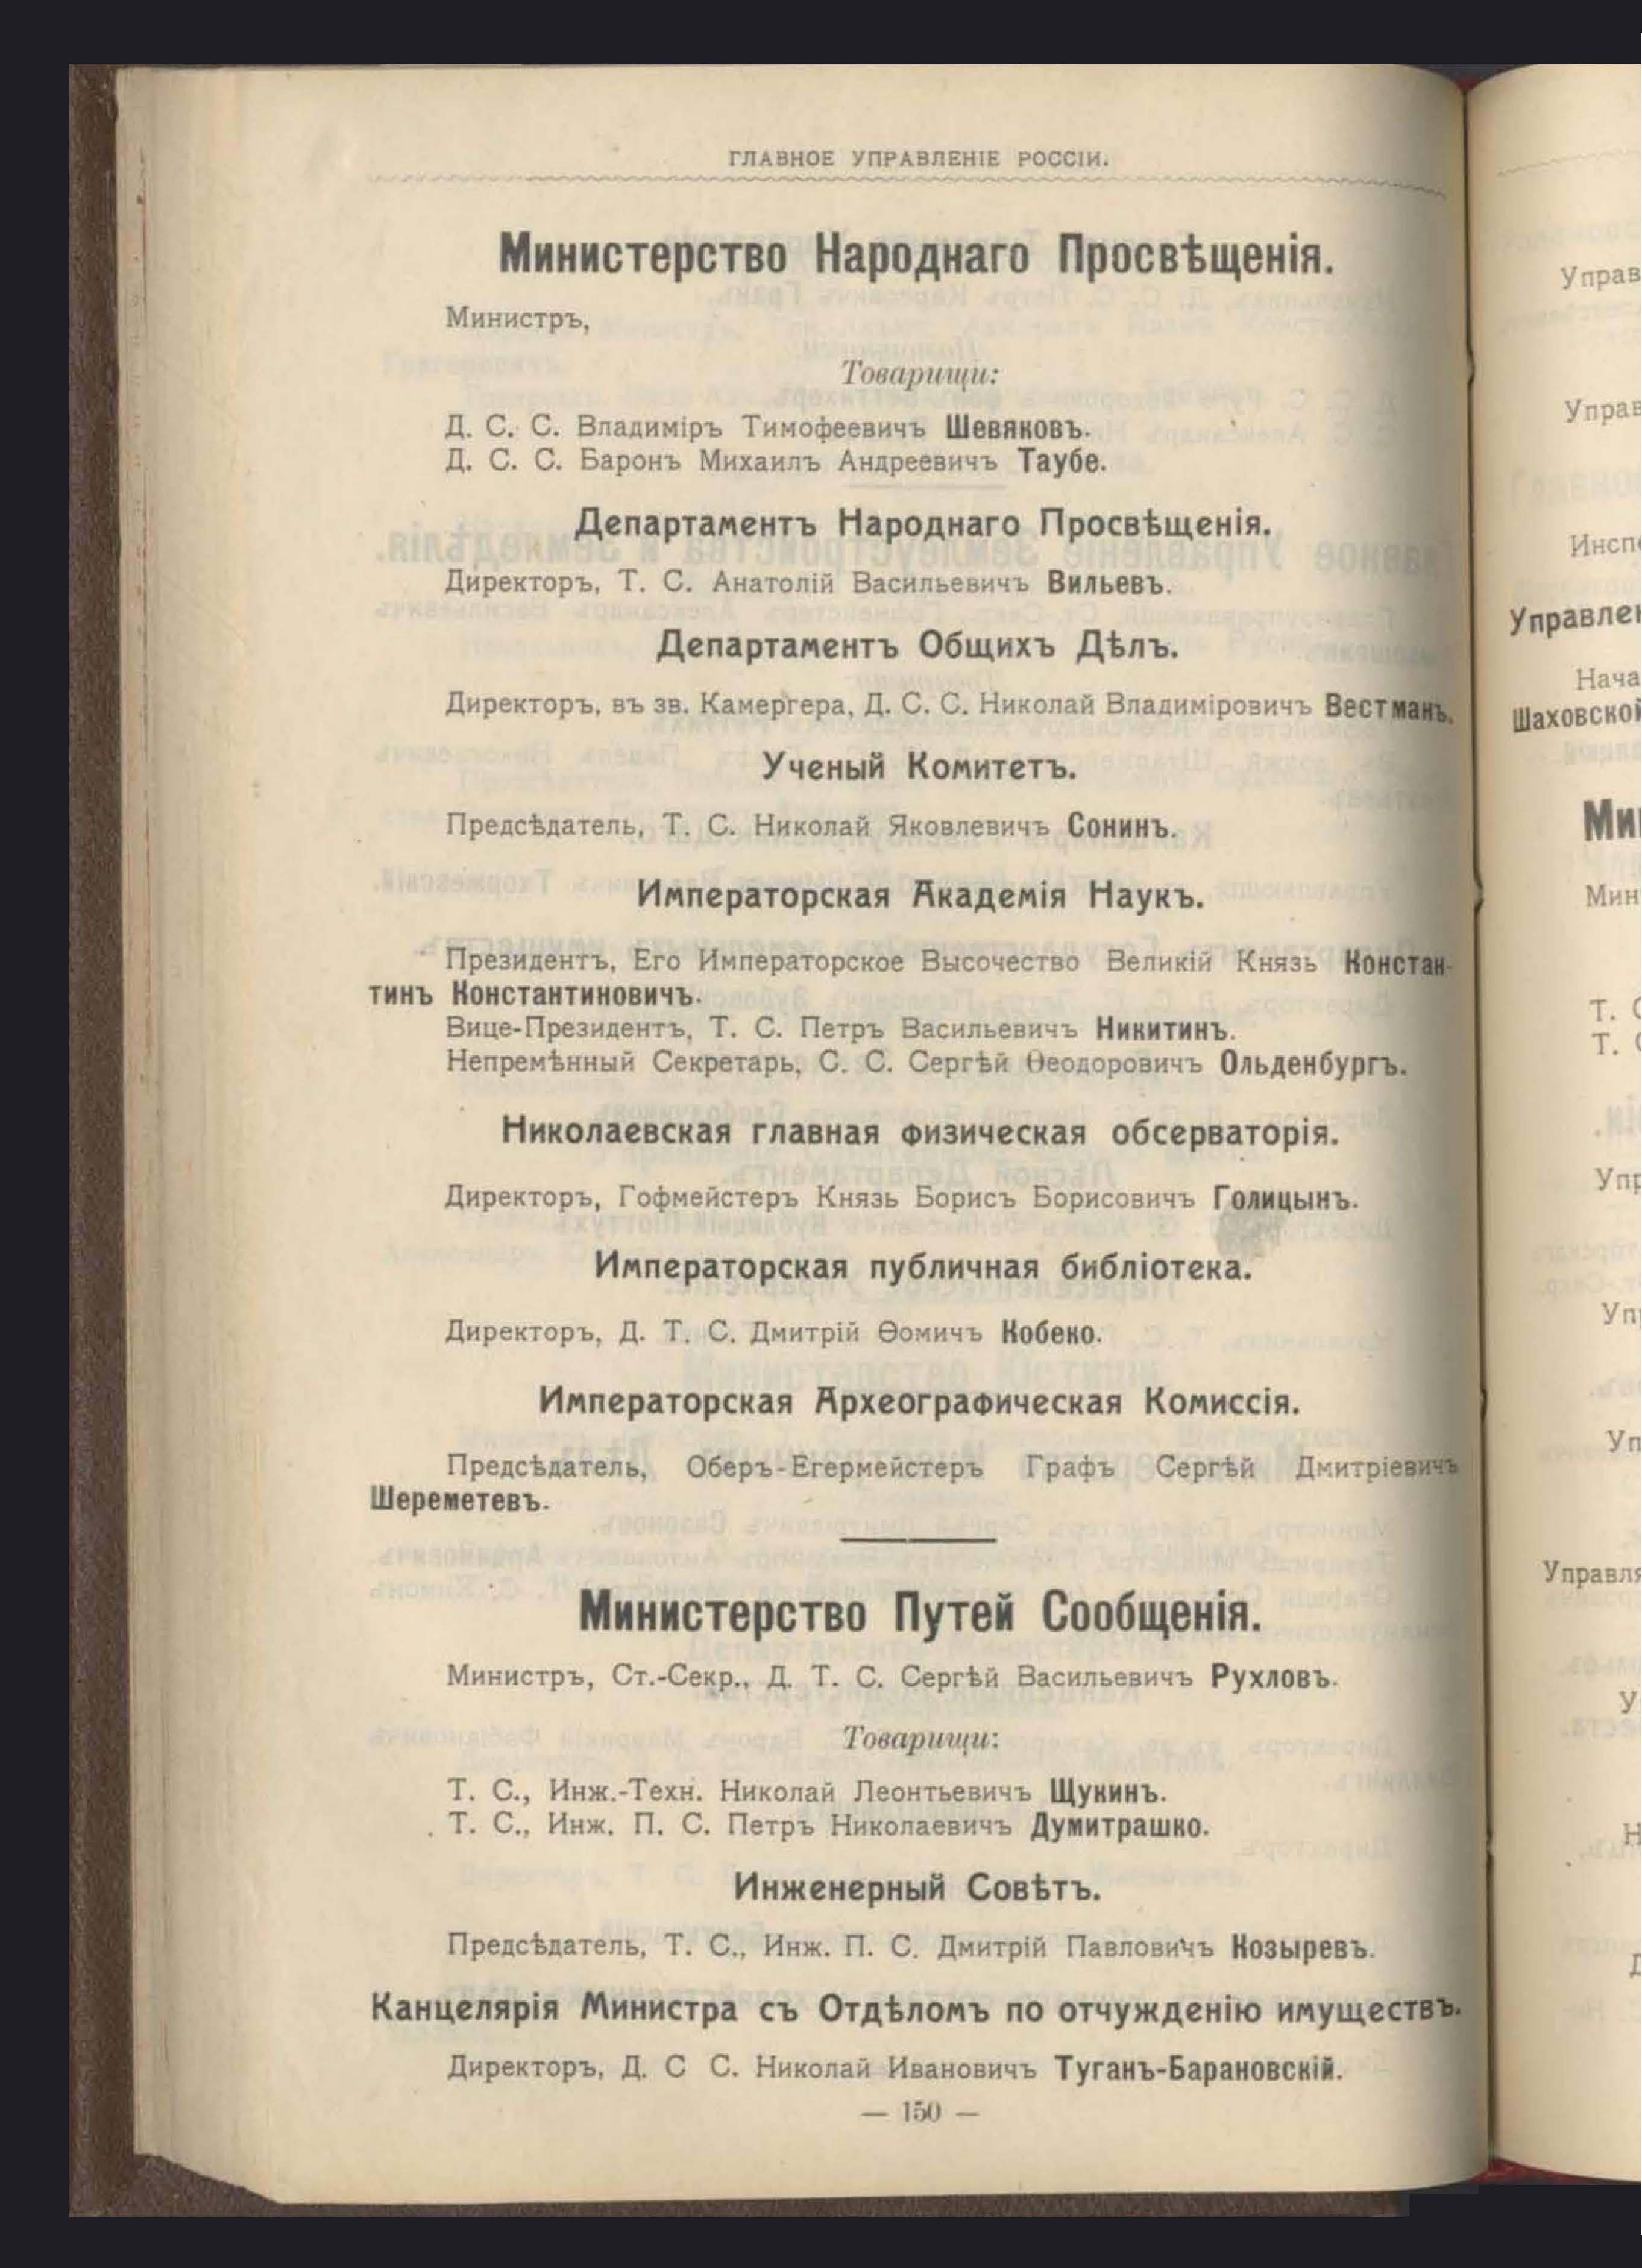 ГЛАВНОЕ УПРАВЛЕНІЕ РОССІИ.
Министерство Народнаго Просвѣщенія.
Министръ,
Товарищи:
Д. С. С. Владиміръ Тимофеевичъ Шевяковъ.
Д. С. С. Баронъ Михаилъ Андреевичъ Таубе.
Департаментъ Народнаго Просвѣщенія.
Директоръ, Т. С. Анатолій Васильевичъ Вильевъ.
Департаментъ Общихъ Дѣлъ.
Директоръ, въ зв. Камергера, Д. С. С. Николай Владиміровичъ Вестманъ.
Ученый Комитетъ.
Предсѣдатель, Т. С. Николай Яковлевичъ Сонинъ.
Императорская Академія Наукъ.
Президентъ, Его Императорское Высочество Великій Князь Констан-
тинъ Константиновичъ.
Вице-Президентъ, Т. С. Петръ Васильевичъ Никитинъ.
Непремѣнный Секретарь, С. С. Сергѣй Ѳеодоровичъ Ольденбургъ.
Николаевская главная физическая обсерваторія.
Директоръ, Гофмейстеръ Князь Борисъ Борисовичъ Голицынъ.
Императорская публичная библіотека.
Директоръ, Д. Т. С. Дмитрій Ѳомичъ Кобеко.
Императорская Археографическая Комиссія.
Предсѣдатель, Оберъ-Егермейстеръ Графъ Сергѣй Дмитріевичъ
Шереметевъ.
Министерство Путей Сообщенія.
Министръ, Ст.-Секр., Д. Т. С. Сергѣй Васильевичъ Рухловъ.
Товарищи:
Т. С., Инж.-Техн. Николай Леонтьевичъ Щукинъ.
Т. С., Инж. П. С. Петръ Николаевичъ Думитрашко.
Инженерный Совѣтъ.
Предсѣдатель, Т. С., Инж. П. С. Дмитрій Павловичъ Козыревъ.
Канцелярія Министра съ Отдѣломъ по отчужденію имуществъ.
Директоръ, Д. С С. Николай Ивановичъ Туганъ-Барановскій.
— 150 —